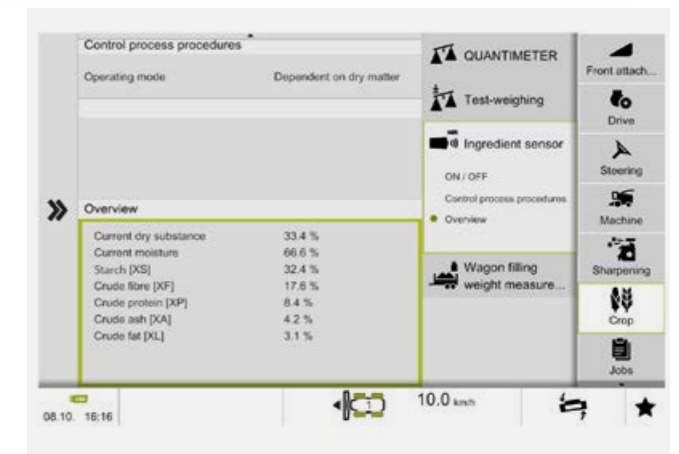 Control process procedures
Operating mode Dependent on dry matter
Overview
Current dry substance 33.4 %
Current moisture 66.6 %
Starch [XS] 32.4 %
Crude fibre [XF] 17.6 %
Crude protein [XP] 8.4 %
Crude ash [XA] 4.2 %
Crude fat [XL] 3.1 %
QUANTIMETER
Test-weighing
Ingredient sensor
ON / OFF
Control process procedures
Overview
Wagon filling
weight measure...
Front attach...
Drive
Steering
Machine
Sharpening
Crop
Jobs
08.10. 16:16
1
10.0 km/h